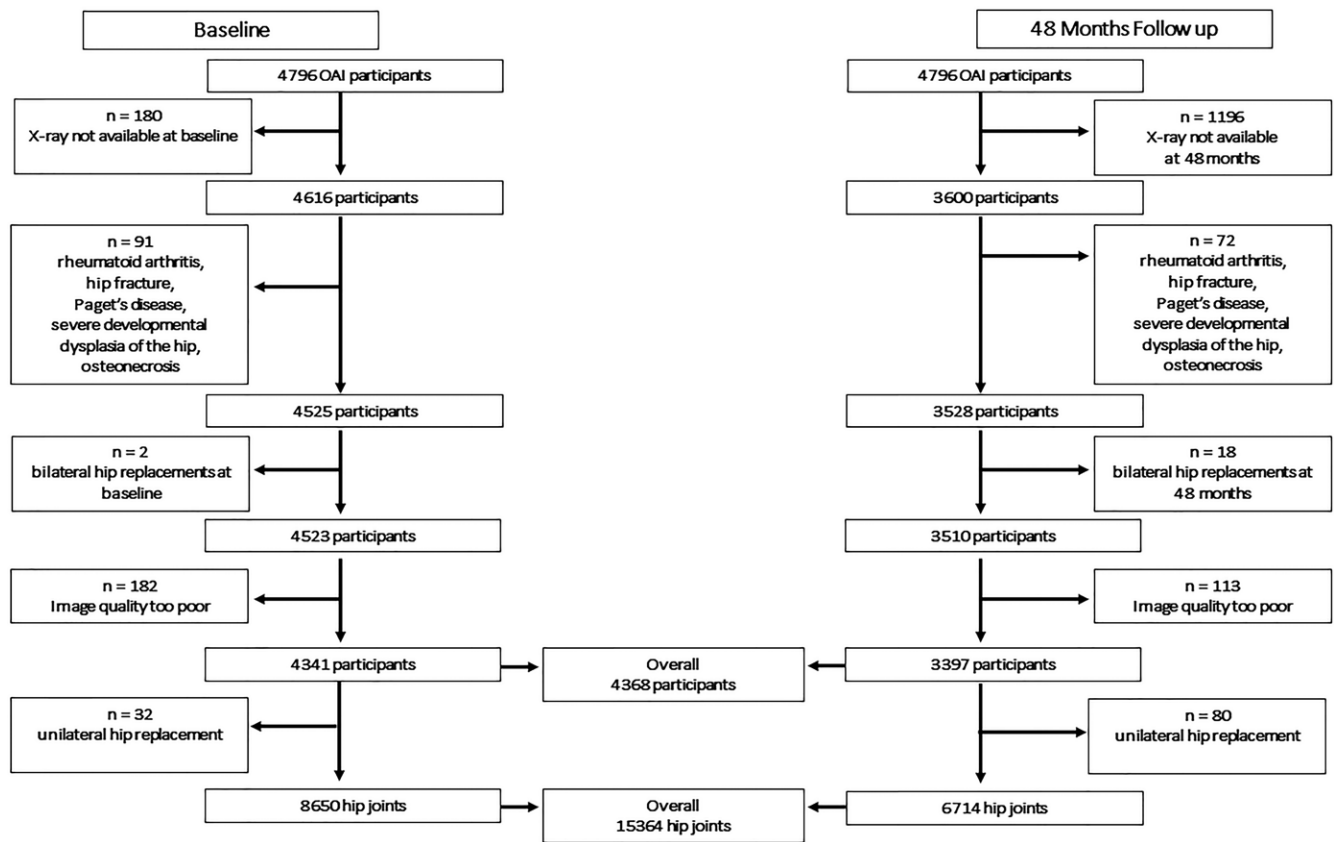 Baseline
48 Months Follow up
4796 OAI participants
4796 OAI participants
n = 180
X-ray not available at baseline
n = 1196
X-ray not available
at 48 months
4616 participants
3600 participants
n = 91
rheumatoid arthritis,
hip fracture,
Paget's disease,
severe developmental
dysplasia of the hip,
osteonecrosis
n = 72
rheumatoid arthritis,
hip fracture,
Paget's disease,
severe developmental
dysplasia of the hip,
osteonecrosis
4525 participants
3528 participants
n = 2
bilateral hip replacements at
baseline
n = 18
bilateral hip replacements at
48 months
4523 participants
3510 participants
n = 182
Image quality too poor
n = 113
Image quality too poor
4341 participants
Overall
4368 participants
3397 participants
n = 32
unilateral hip replacement
n = 80
unilateral hip replacement
8650 hip joints
Overall
15364 hip joints
6714 hip joints